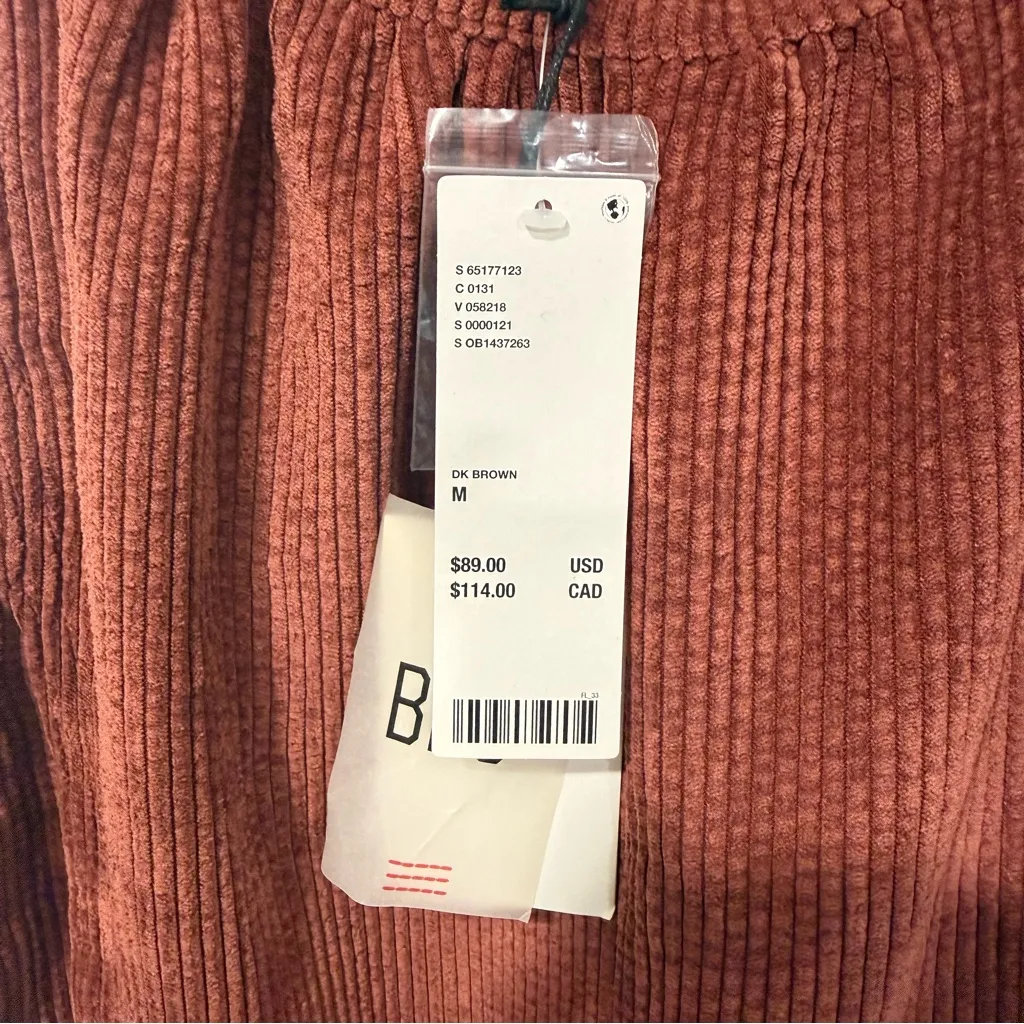 S 65177123
C 0131
V 058218
S 0000121
S OB1437263
DK BROWN
M
$89.00 USD
$114.00 CAD
FL_33